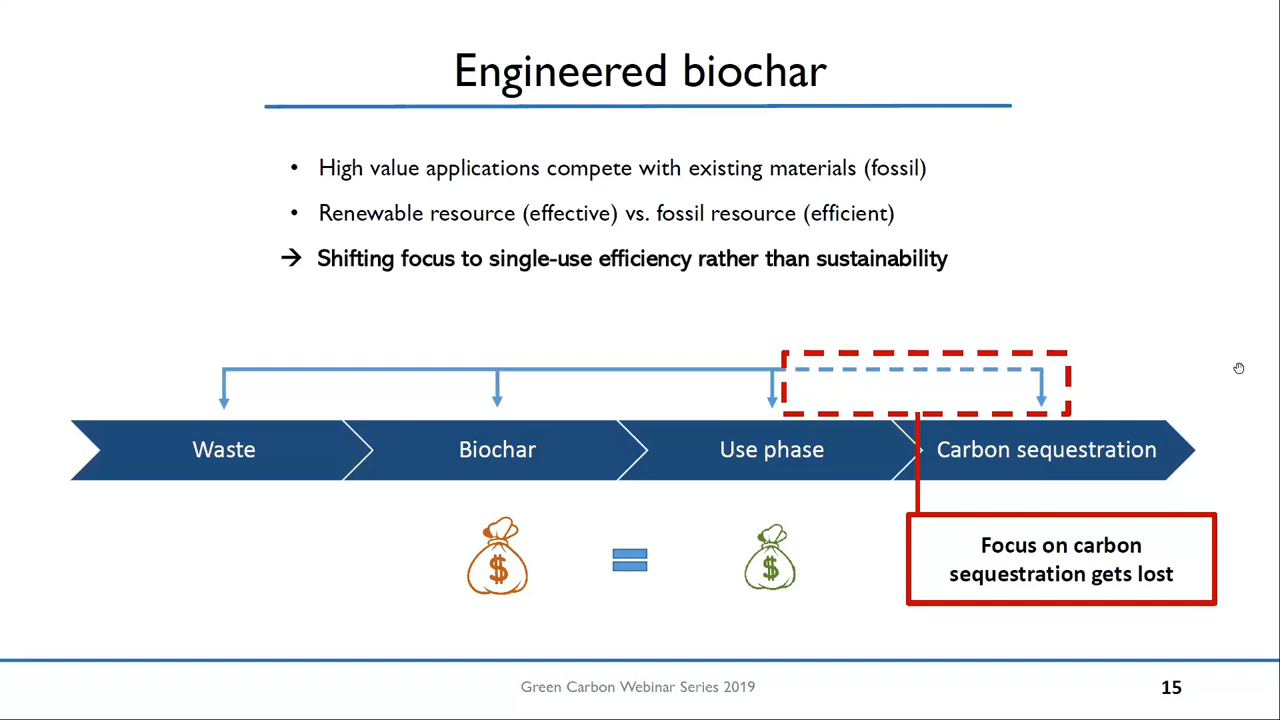 Engineered biochar
• High value applications compete with existing materials (fossil)
• Renewable resource (effective) vs. fossil resource (efficient)
→ Shifting focus to single-use efficiency rather than sustainability
Waste
Biochar
Use phase
Carbon sequestration
$
$
Focus on carbon
sequestration gets lost
Green Carbon Webinar Series 2019
15